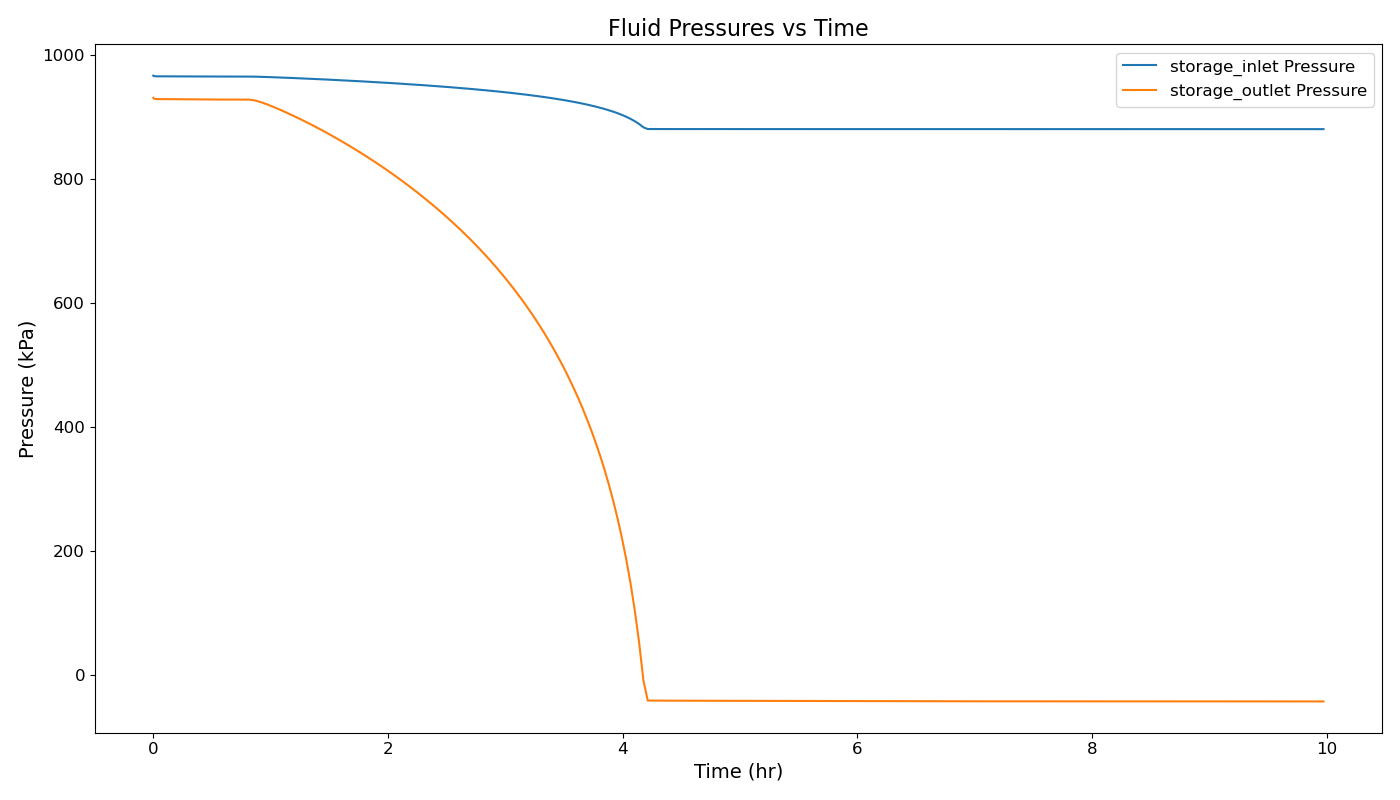 Fluid Pressures vs Time
storage_inlet Pressure
storage_outlet Pressure
Pressure (kPa)
1000
800
600
400
200
0
0 2 4 6 8 10
Time (hr)